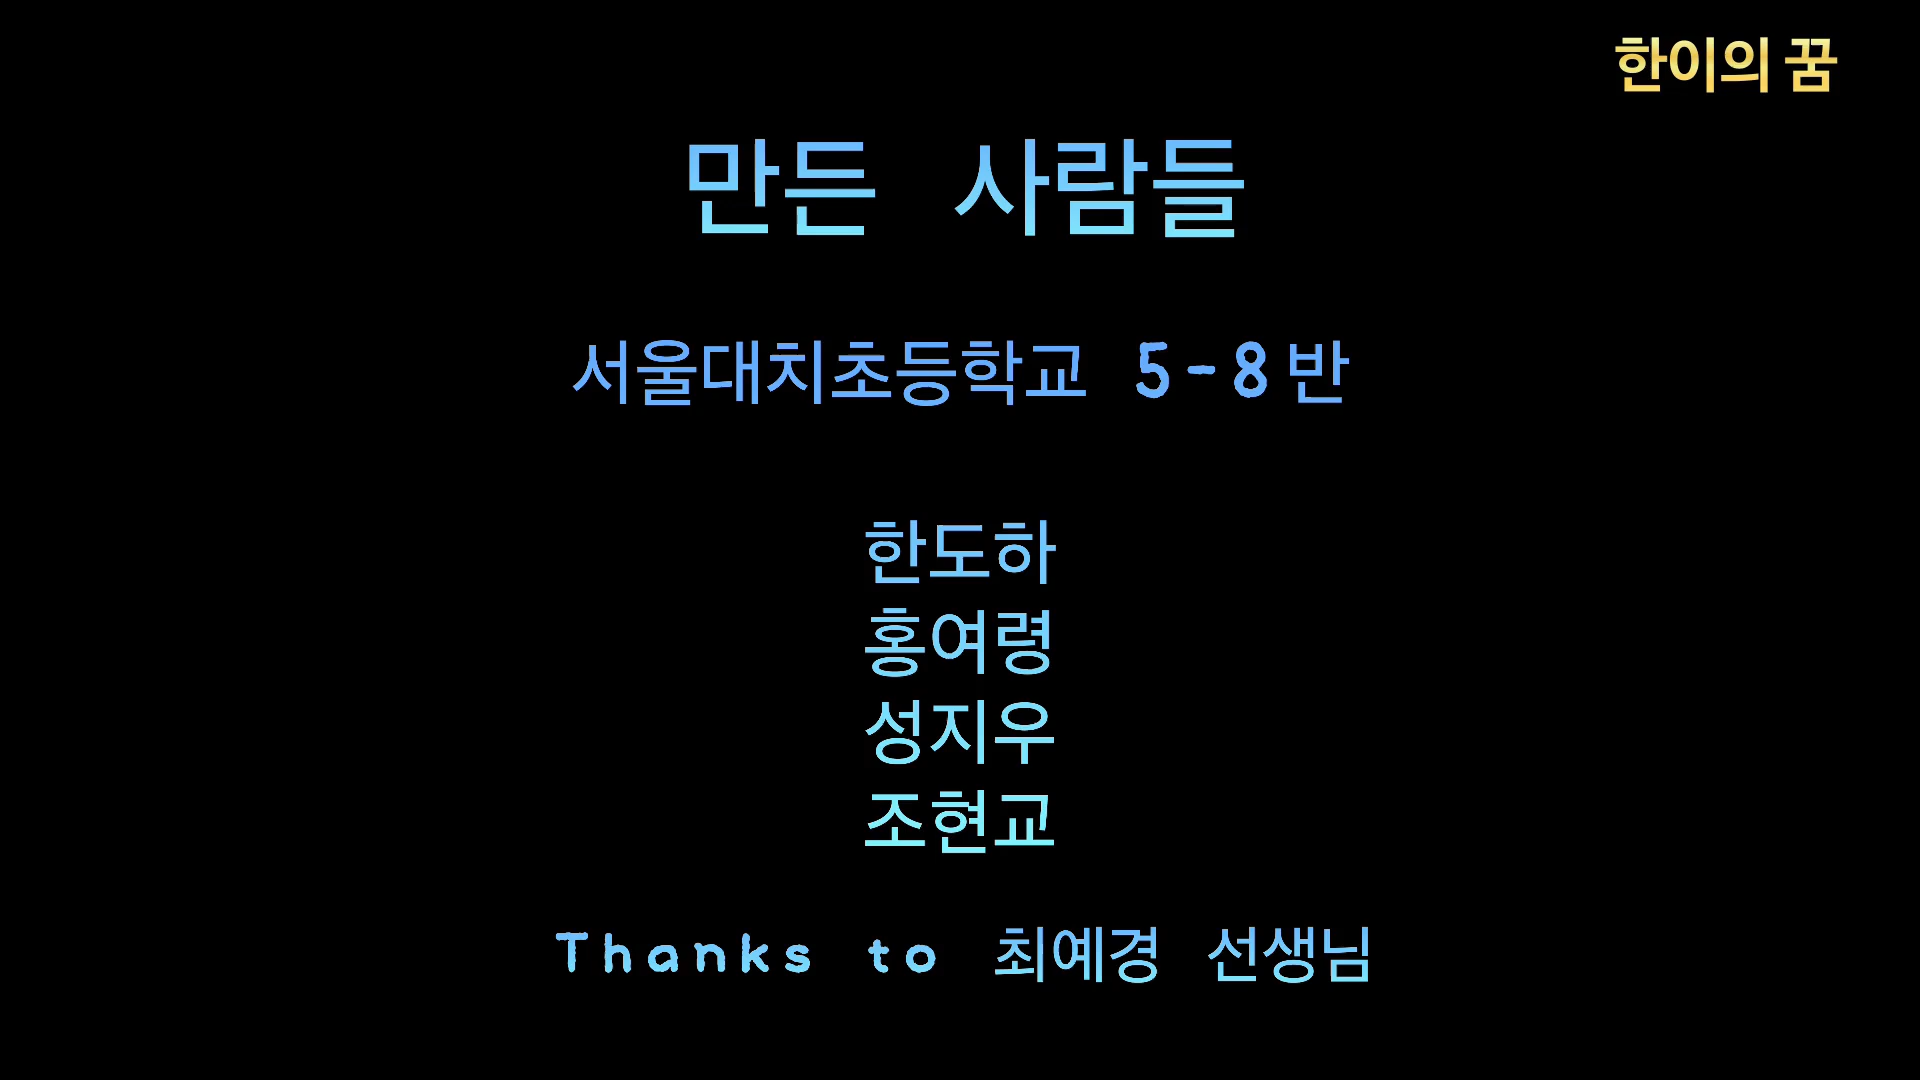 한이의 꿈
만든 사람들
서울대치초등학교 5-8반
한도하
홍여령
성지우
조현교
Thanks to 최예경 선생님